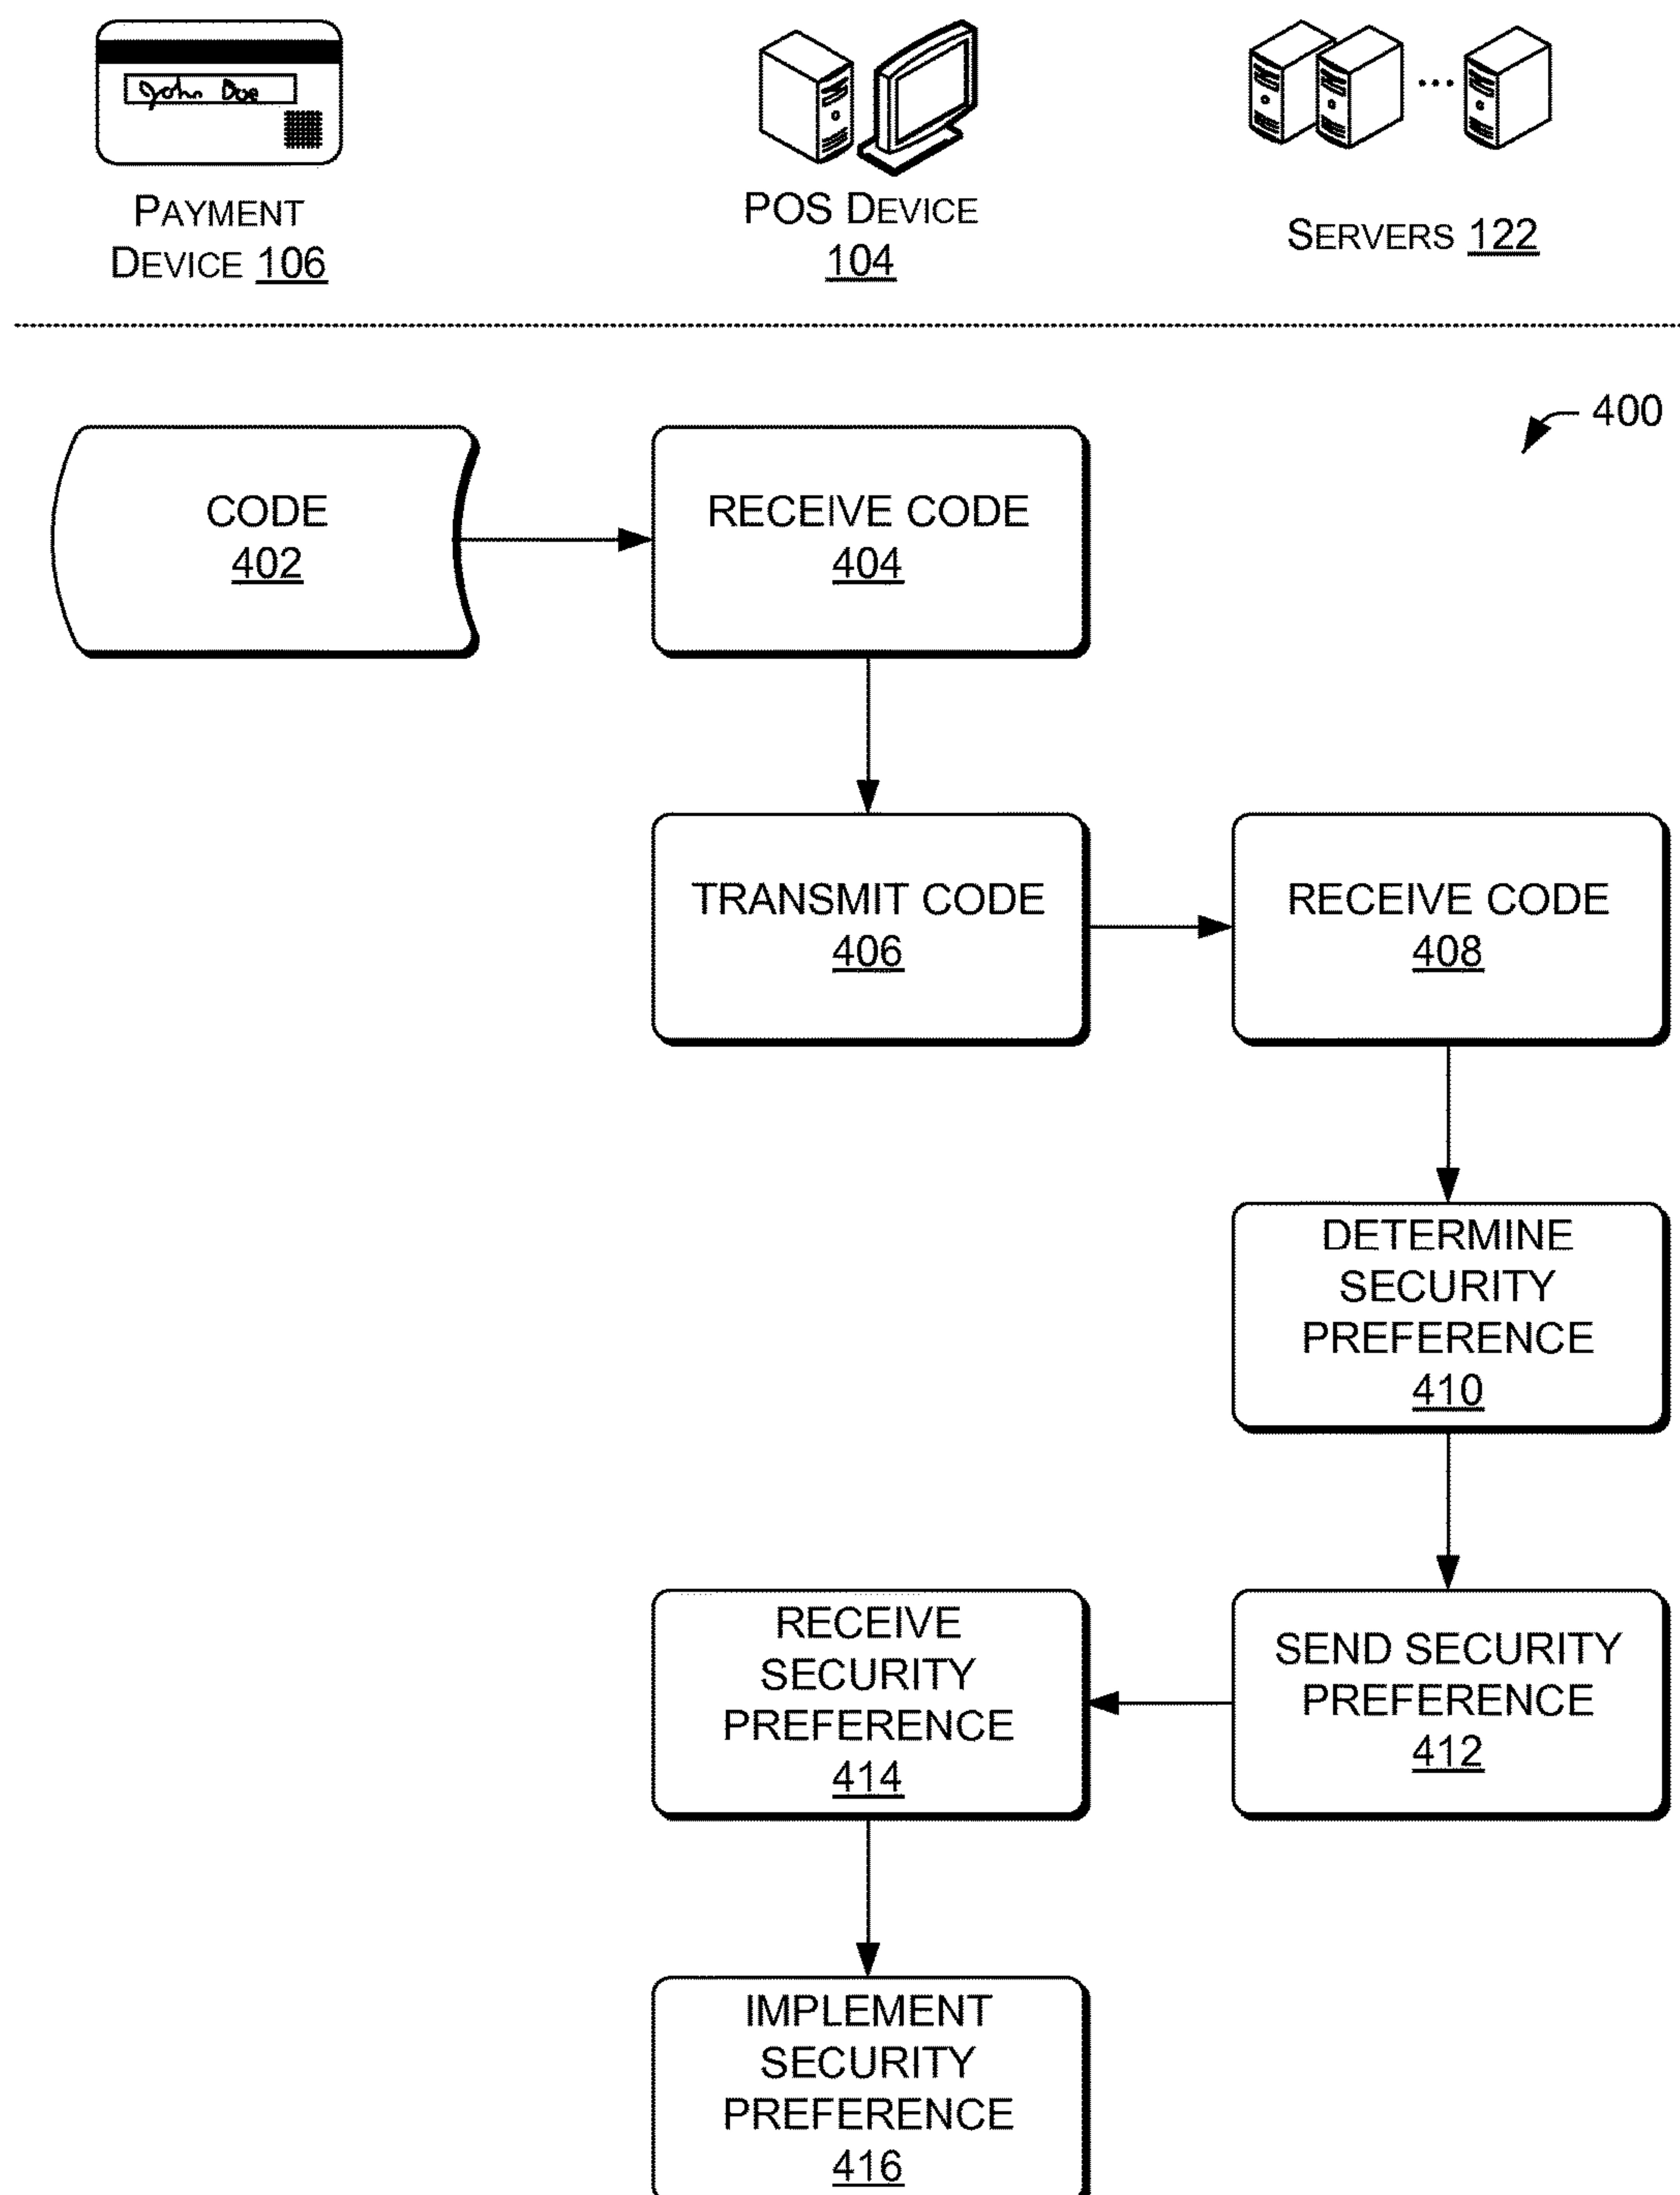 John Doe
PAYMENT
DEVICE 106
POS DEVICE
104
SERVERS 122
400
CODE
402
RECEIVE CODE
404
TRANSMIT CODE
406
RECEIVE CODE
408
DETERMINE
SECURITY
PREFERENCE
410
SEND SECURITY
PREFERENCE
412
RECEIVE
SECURITY
PREFERENCE
414
IMPLEMENT
SECURITY
PREFERENCE
416